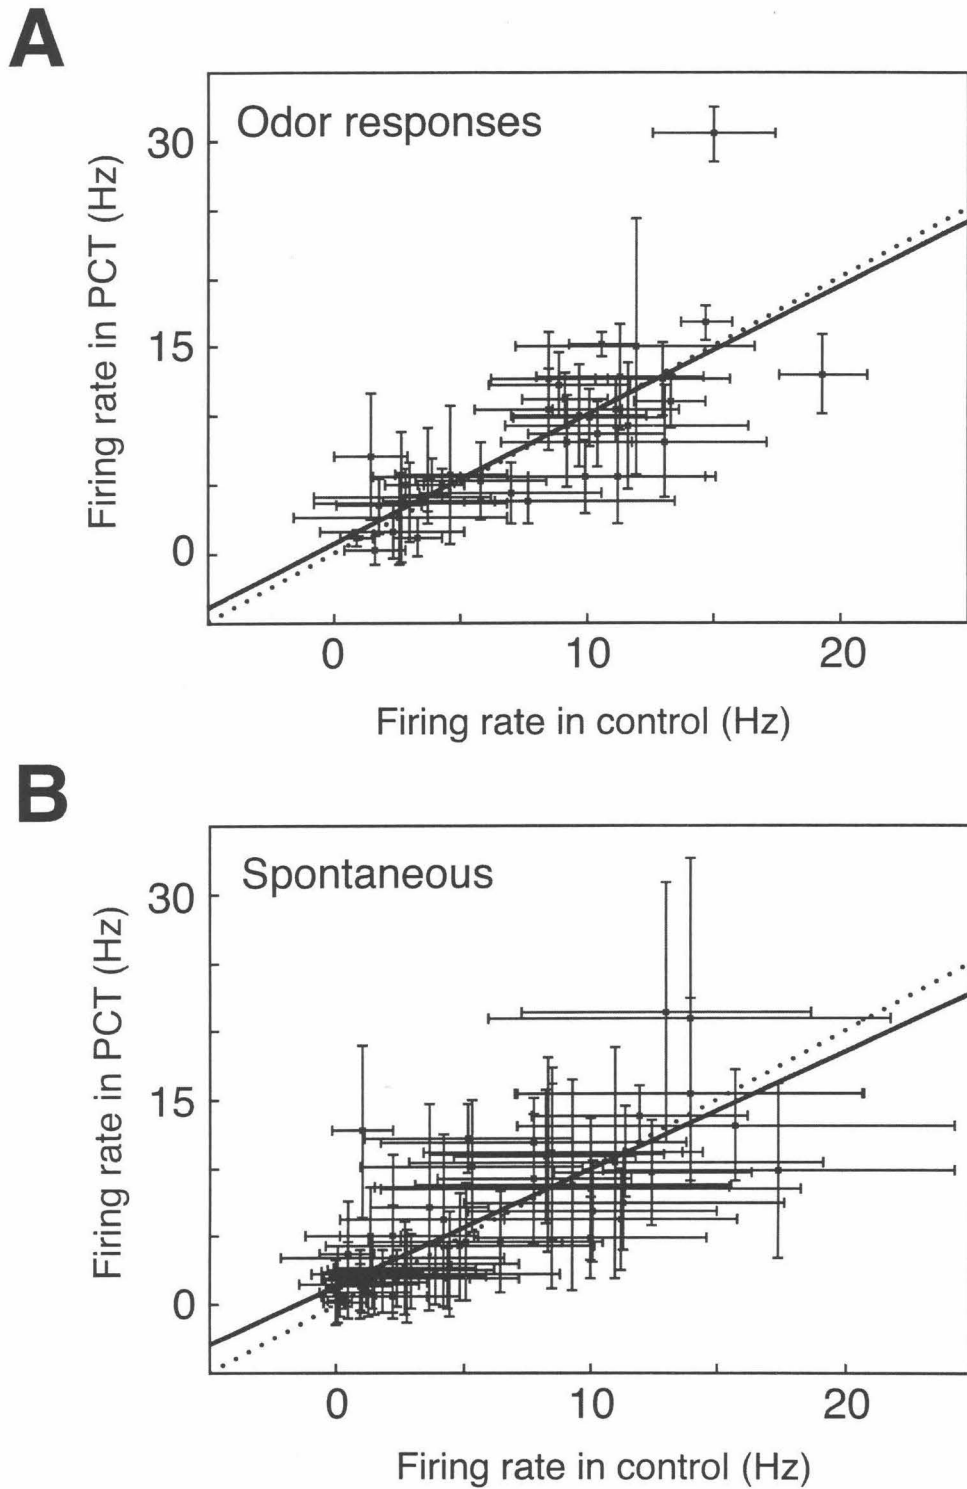 A
Odor responses
30
15
0
Firing rate in PCT (Hz)
0 10 20
Firing rate in control (Hz)
B
Spontaneous
30
15
0
Firing rate in PCT (Hz)
0 10 20
Firing rate in control (Hz)